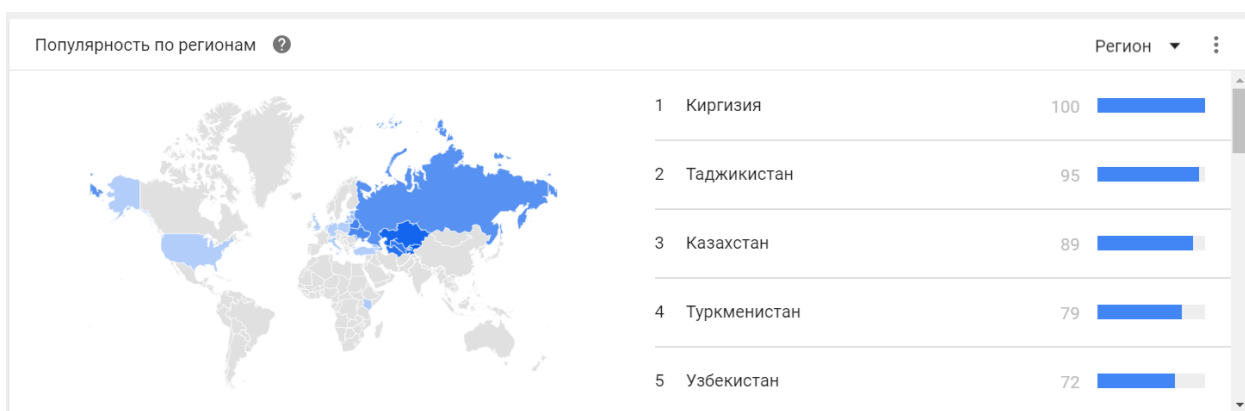 Популярность по регионам ?
Регион
1 Киргизия 100
2 Таджикистан 95
3 Казахстан 89
4 Туркменистан 79
5 Узбекистан 72